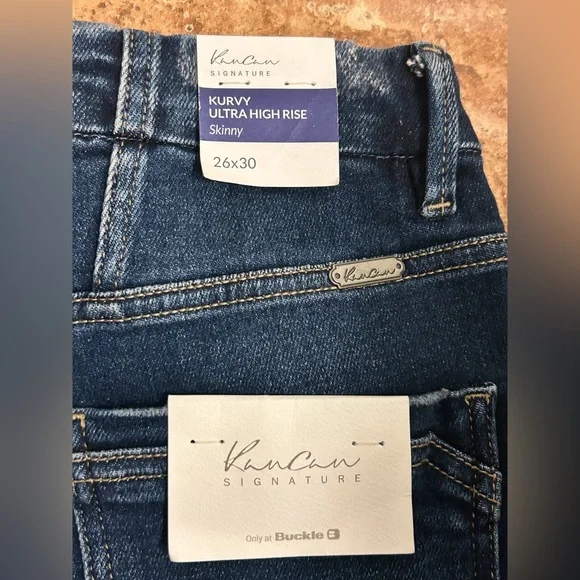 KanCan
SIGNATURE
KURVY
ULTRA HIGH RISE
Skinny
26x30
KanCan
KanCan
SIGNATURE
Only at Buckle B